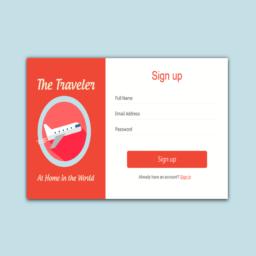 The Traveler
At Home in the World
Sign up
Full Name
Email Address
Password
Sign up
Already have an account? Sign in